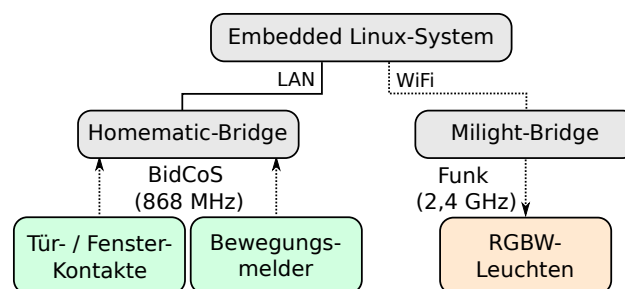 Embedded Linux-System
LAN
WiFi
Homematic-Bridge
Milight-Bridge
BidCoS
(868 MHz)
Funk
(2,4 GHz)
Tür- / Fenster-
Kontakte
Bewegungs-
melder
RGBW-
Leuchten